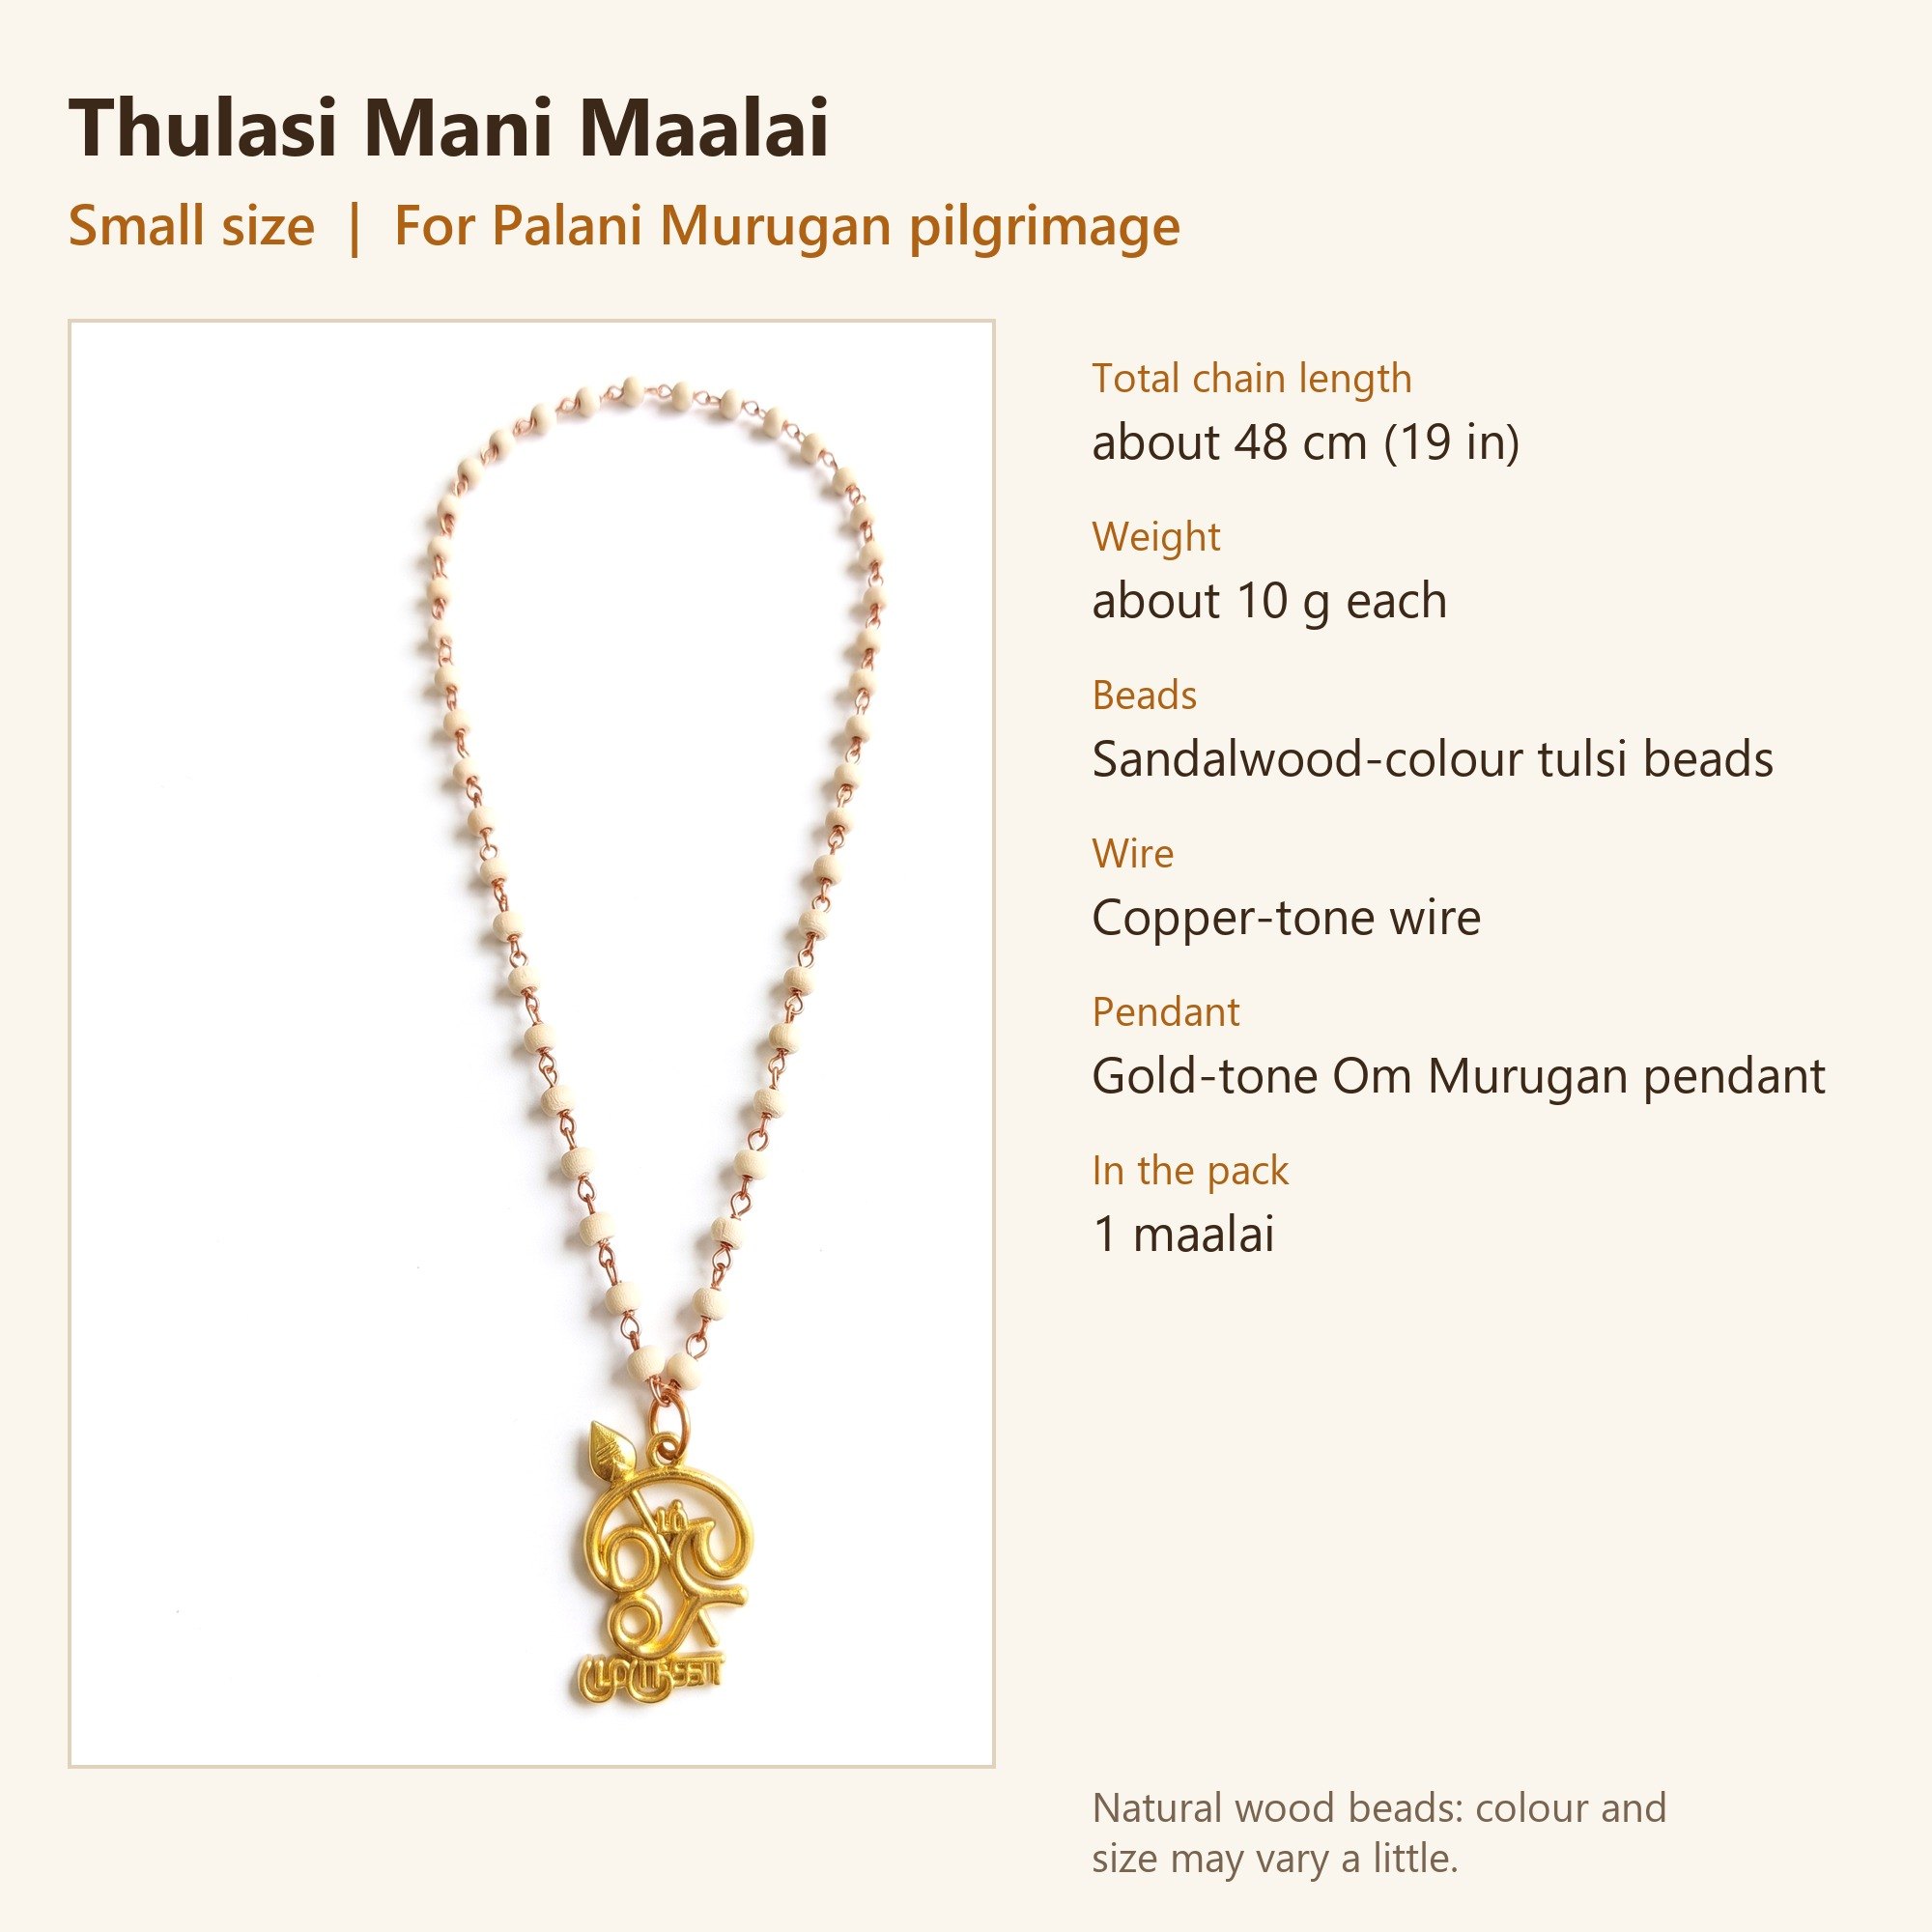 Thulasi Mani Maalai
Small size | For Palani Murugan pilgrimage
Total chain length
about 48 cm (19 in)
Weight
about 10 g each
Beads
Sandalwood-colour tulsi beads
Wire
Copper-tone wire
Pendant
Gold-tone Om Murugan pendant
In the pack
1 maalai
Natural wood beads: colour and
size may vary a little.